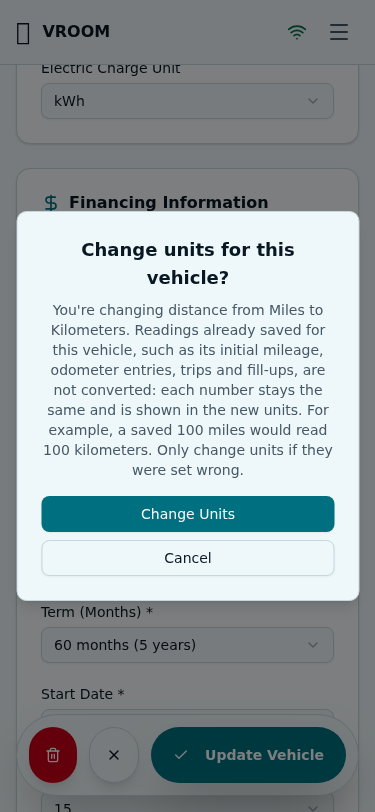 VROOM
Electric Charge Unit
kWh
Financing Information
Change units for this
vehicle?
You're changing distance from Miles to
Kilometers. Readings already saved for
this vehicle, such as its initial mileage,
odometer entries, trips and fill-ups, are
not converted: each number stays the
same and is shown in the new units. For
example, a saved 100 miles would read
100 kilometers. Only change units if they
were set wrong.
Change Units
Cancel
Term (Months) *
60 months (5 years)
Start Date *
Update Vehicle
15